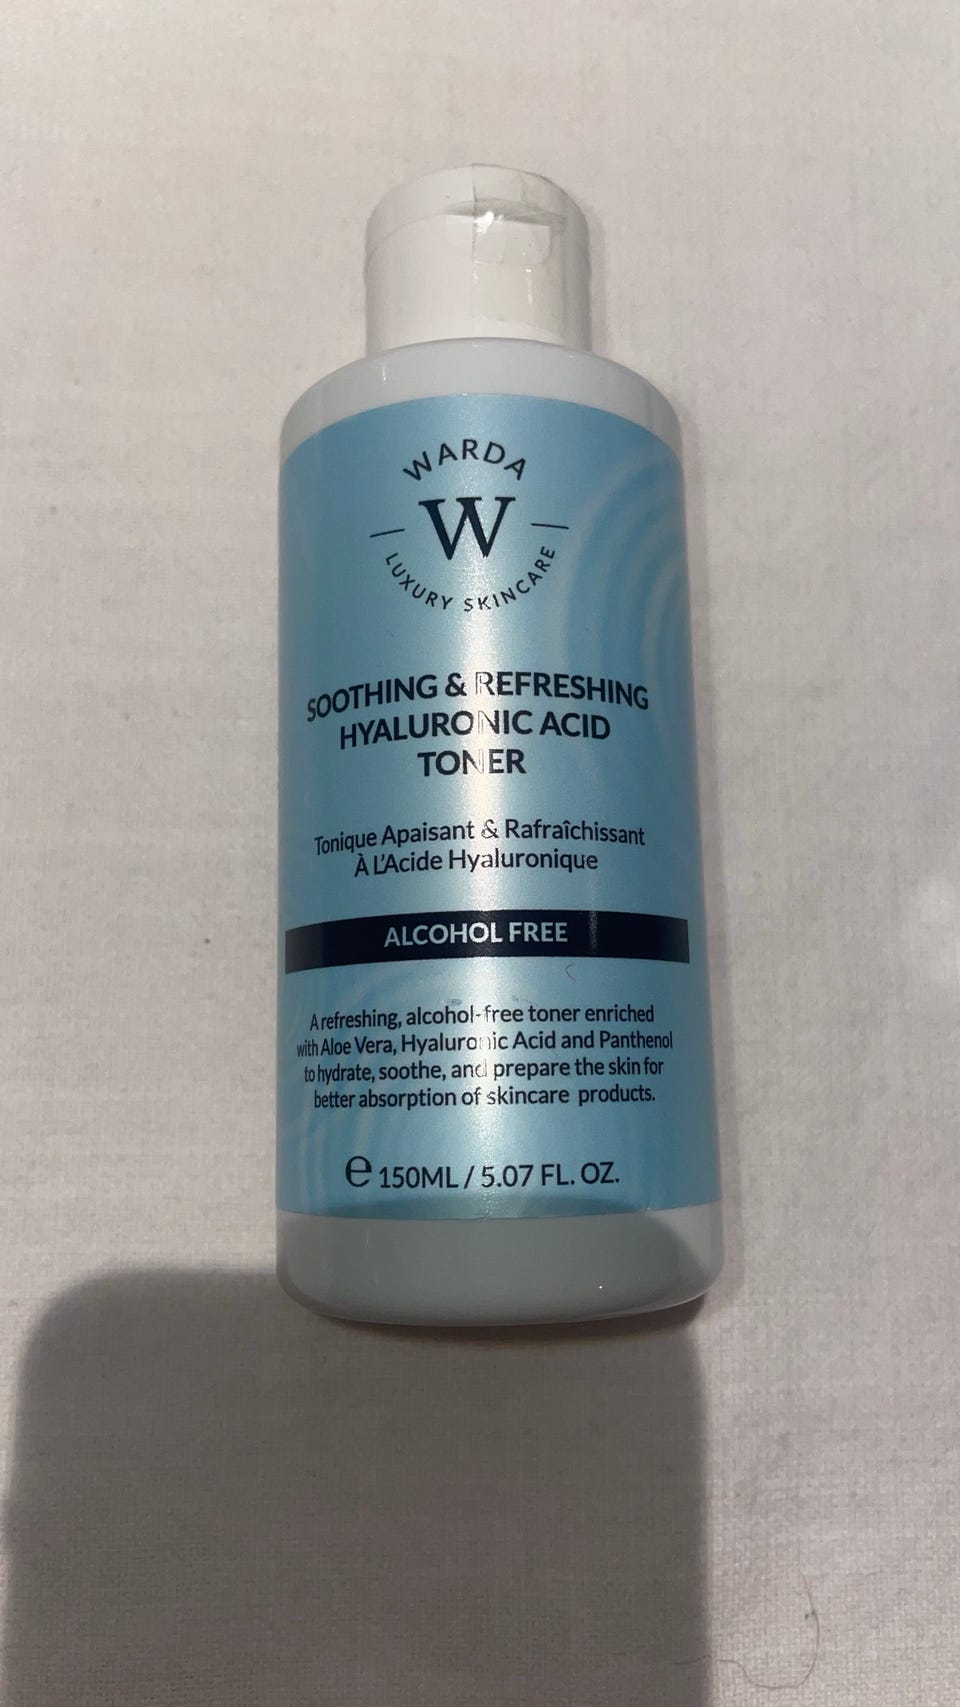 WARDA
W
LUXURY SKINCARE
SOOTHING & REFRESHING
HYALURONIC ACID
TONER
Tonique Apaisant & Rafraîchissant
À L'Acide Hyaluronique
ALCOHOL FREE
A refreshing, alcohol-free toner enriched
with Aloe Vera, Hyaluronic Acid and Panthenol
to hydrate, soothe, and prepare the skin for
better absorption of skincare products.
e 150ML / 5.07 FL. OZ.